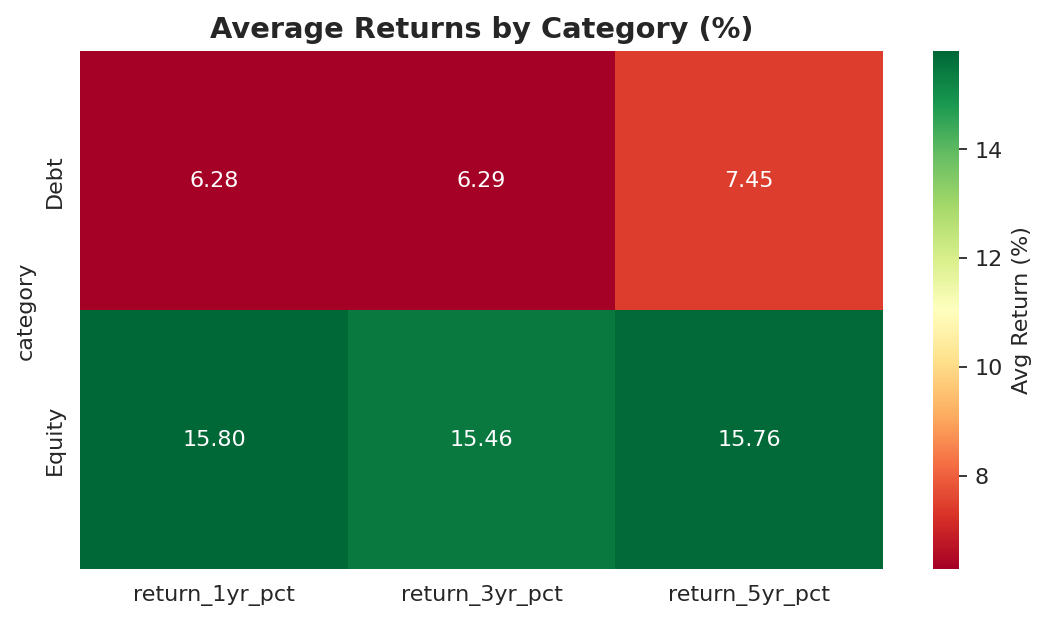 Average Returns by Category (%)
category
Debt
6.28
6.29
7.45
Equity
15.80
15.46
15.76
return_1yr_pct
return_3yr_pct
return_5yr_pct
14
12
10
8
Avg Return (%)